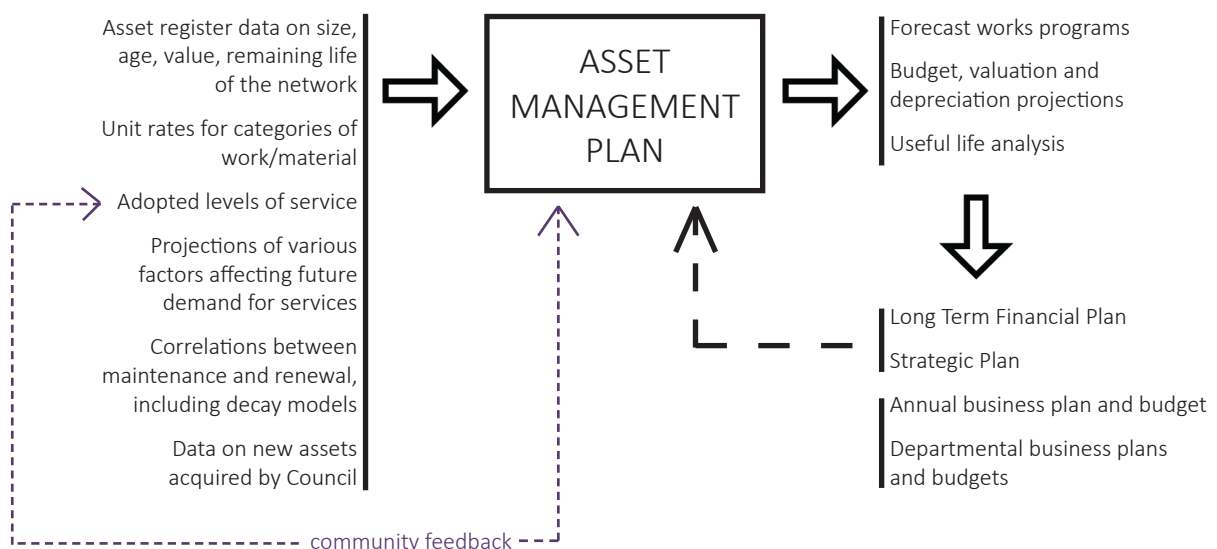 Asset register data on size,
age, value, remaining life
of the network
Unit rates for categories of
work/material
Adopted levels of service
Projections of various
factors affecting future
demand for services
Correlations between
maintenance and renewal,
including decay models
Data on new assets
acquired by Council
ASSET
MANAGEMENT
PLAN
Forecast works programs
Budget, valuation and
depreciation projections
Useful life analysis
Long Term Financial Plan
Strategic Plan
Annual business plan and budget
Departmental business plans
and budgets
community feedback